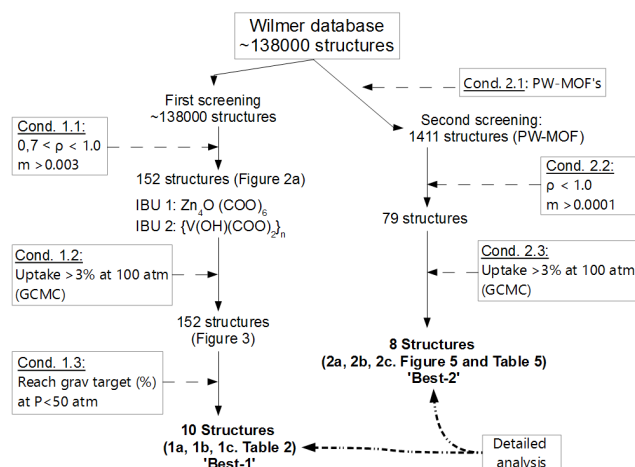 Wilmer database
~138000 structures
Cond. 2.1: PW-MOF's
First screening
~138000 structures
Second screening:
1411 structures (PW-MOF)
Cond. 1.1:
0,7 < ρ < 1.0
m > 0.003
Cond. 2.2:
ρ < 1.0
m > 0.0001
152 structures (Figure 2a)
IBU 1: Zn4O (COO)6
IBU 2: {V(OH)(COO)2}n
79 structures
Cond. 1.2:
Uptake >3% at 100 atm
(GCMC)
Cond. 2.3:
Uptake >3% at 100 atm
(GCMC)
152 structures
(Figure 3)
8 Structures
(2a, 2b, 2c. Figure 5 and Table 5)
'Best-2'
Cond. 1.3:
Reach grav target (%)
at P<50 atm
10 Structures
(1a, 1b, 1c. Table 2)
'Best-1'
Detailed
analysis